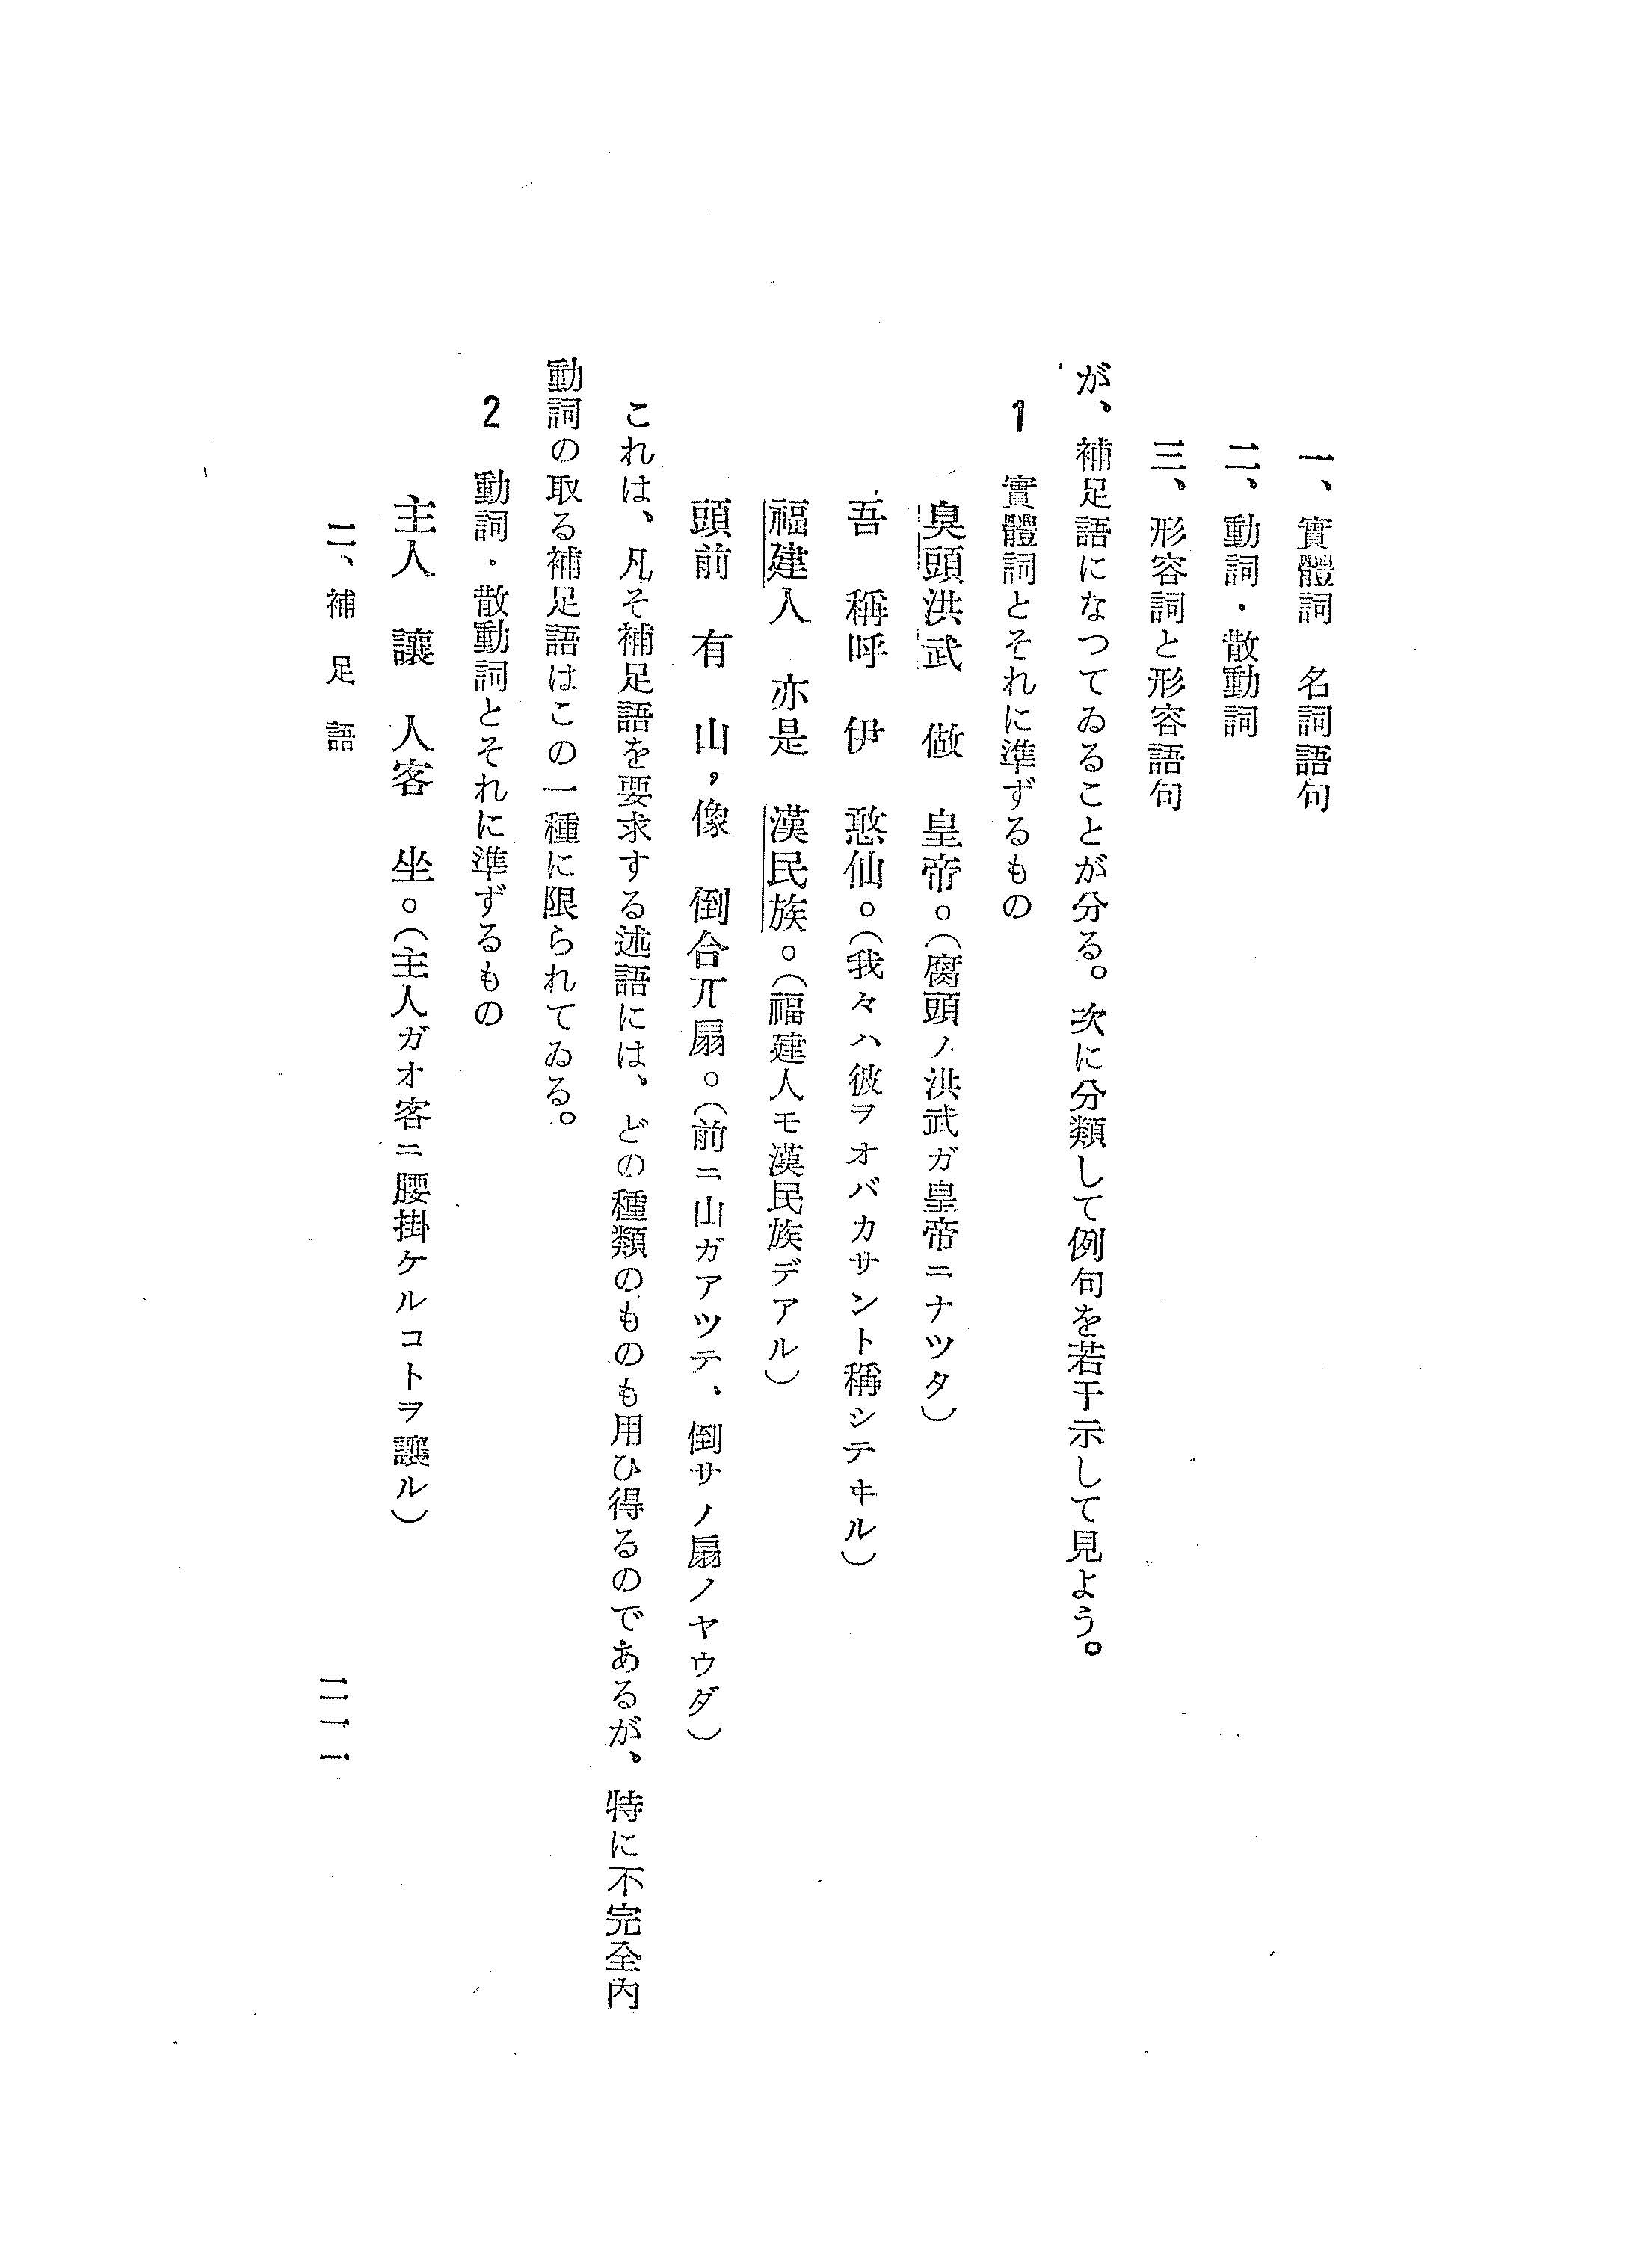 一、實體詞　名詞語句
二、動詞・散動詞
三、形容詞と形容語句
が、補足語になつてゐることが分る。次に分類して例句を若干示して見よう。
1　實體詞とそれに準ずるもの
臭頭洪武　做　皇帝。（腐頭ノ洪武ガ皇帝ニナツタ）
吾　稱呼　伊　憨仙。（我々ハ彼ヲオバカサント稱シテヰル）
福建人　亦是　漢民族。（福建人モ漢民族デアル）
頭前　有　山，像　倒合丌扇。（前ニ山ガアツテ、倒サノ扇ノヤウダ）
これは、凡そ補足語を要求する述語には、どの種類のものも用ひ得るのであるが、特に不完全内
動詞の取る補足語はこの一種に限られてゐる。
2　動詞・散動詞とそれに準ずるもの
主人　讓　人客　坐。（主人ガオ客ニ腰掛ケルコトヲ讓ル）
二、補足語
二一一